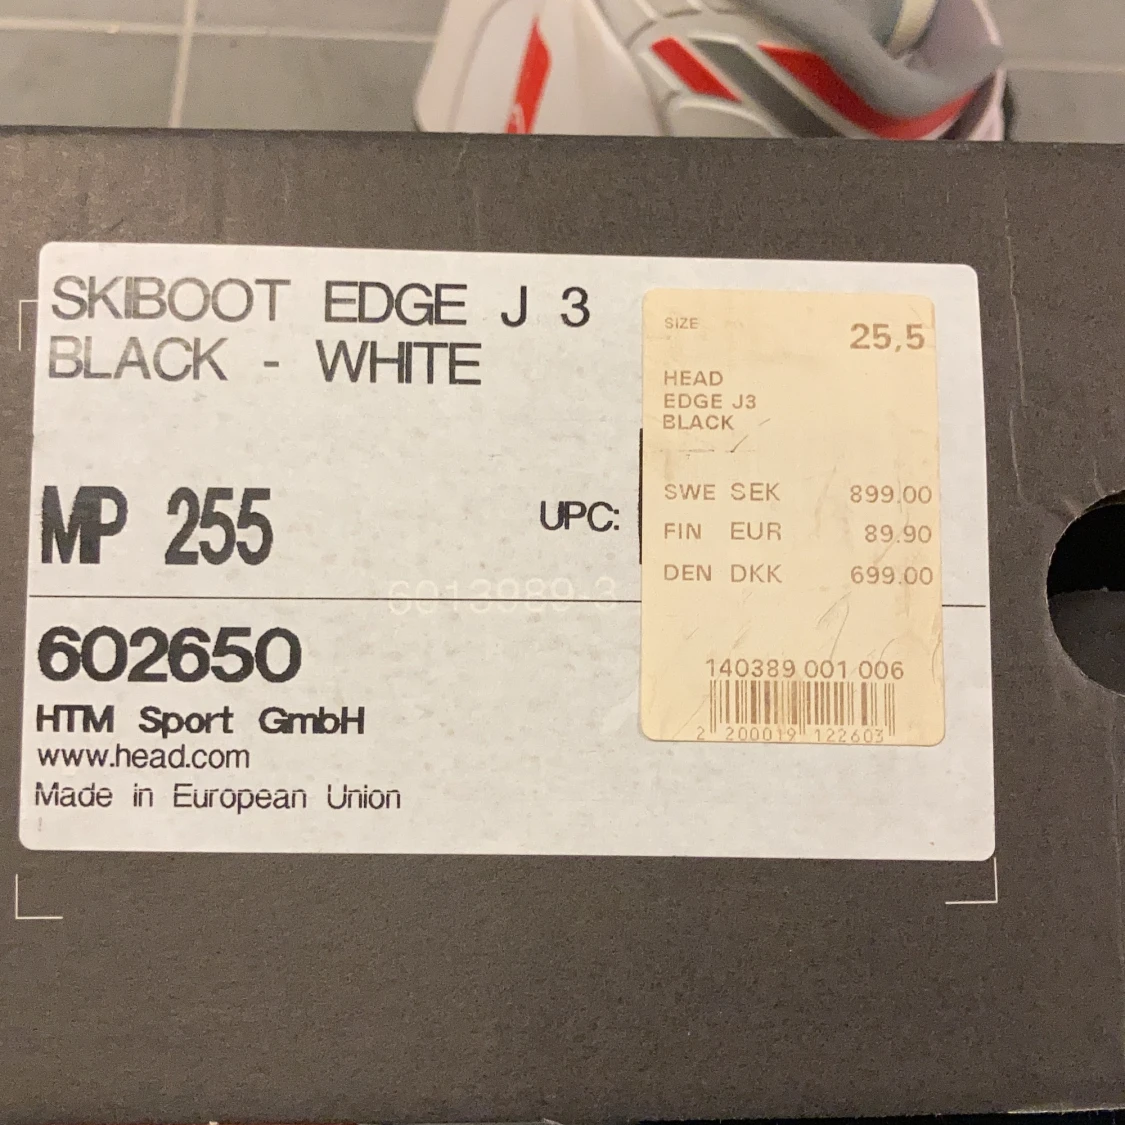 SKIBOOT EDGE J 3
BLACK - WHITE
MP 255
UPC:
6013989-3
602650
HTM Sport GmbH
www.head.com
Made in European Union
SIZE 25,5
HEAD
EDGE J3
BLACK
SWE SEK 899.00
FIN EUR 89.90
DEN DKK 699.00
140389 001 006
2 200019 122603